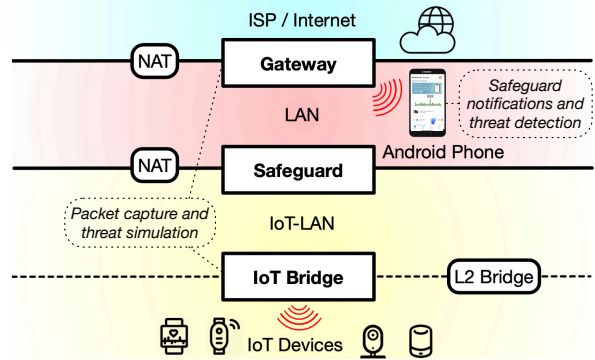 ISP / Internet
NAT
Gateway
Safeguard
notifications and
threat detection
LAN
Android Phone
NAT
Safeguard
Packet capture and
threat simulation
IoT-LAN
IoT Bridge
L2 Bridge
IoT Devices